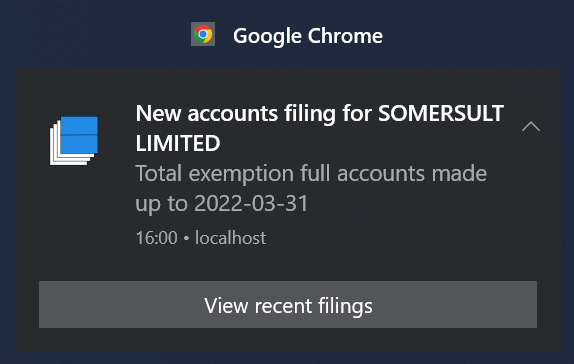 Google Chrome
New accounts filing for SOMERSULT
LIMITED
Total exemption full accounts made
up to 2022-03-31
16:00 • localhost
View recent filings